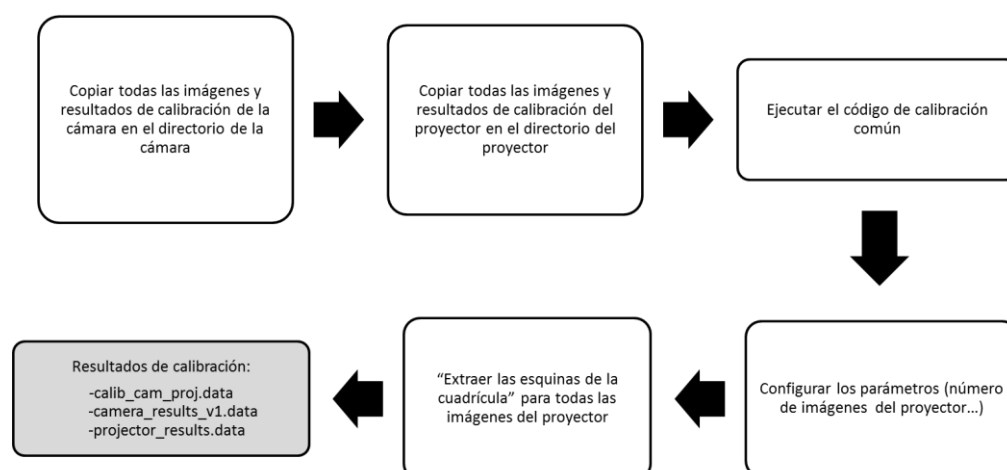 Copiar todas las imágenes y
resultados de calibración de la
cámara en el directorio de la
cámara
Copiar todas las imágenes y
resultados de calibración del
proyector en el directorio del
proyector
Ejecutar el código de calibración
común
Configurar los parámetros (número
de imágenes del proyector...)
“Extraer las esquinas de la
cuadrícula” para todas las
imágenes del proyector
Resultados de calibración:
-calib_cam_proj.data
-camera_results_v1.data
-projector_results.data